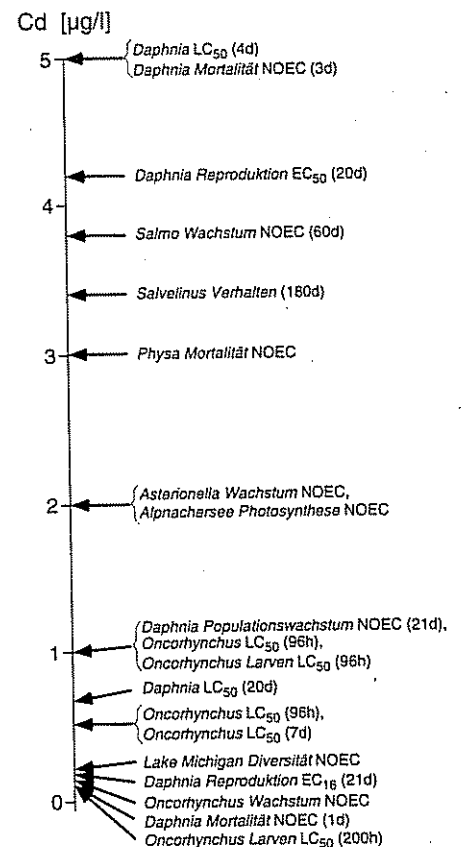 Cd [µg/l]
5
Daphnia LC50 (4d)
Daphnia Mortalität NOEC (3d)
Daphnia Reproduktion EC50 (20d)
4
Salmo Wachstum NOEC (60d)
Salvelinus Verhalten (180d)
3
Physa Mortalität NOEC
2
Asterionella Wachstum NOEC,
Alpnachersee Photosynthese NOEC
Daphnia Populationswachstum NOEC (21d),
1
Oncorhynchus LC50 (96h),
Oncorhynchus Larven LC50 (96h)
Daphnia LC50 (20d)
Oncorhynchus LC50 (96h),
Oncorhynchus LC50 (7d)
Lake Michigan Diversität NOEC
Daphnia Reproduktion EC16 (21d)
0
Oncorhynchus Wachstum NOEC
Daphnia Mortalität NOEC (1d)
Oncorhynchus Larven LC50 (200h)